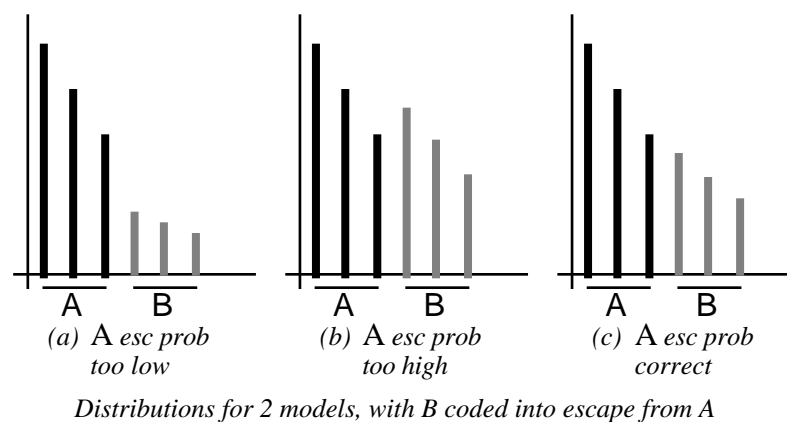 A B
(a) A esc prob
too low
A B
(b) A esc prob
too high
A B
(c) A esc prob
correct
Distributions for 2 models, with B coded into escape from A